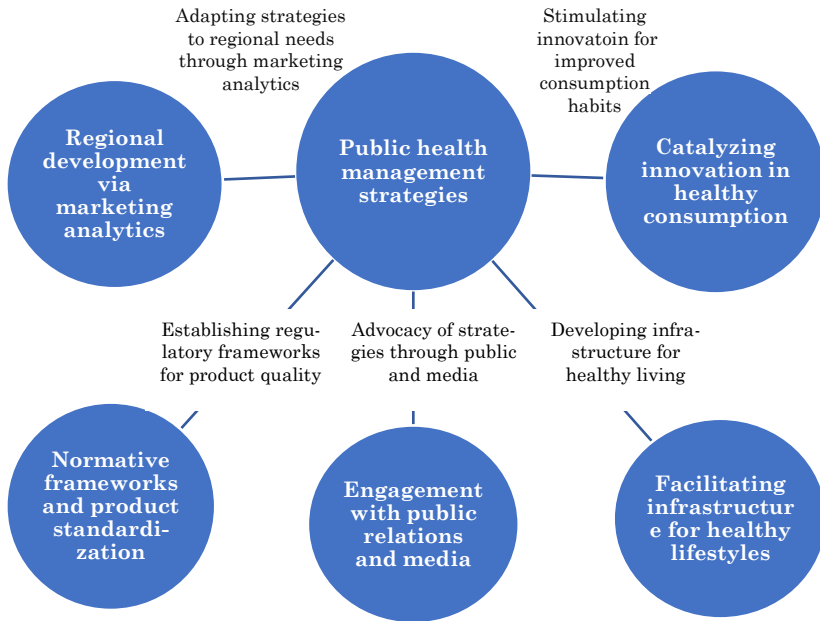 Adapting strategies
to regional needs
through marketing
analytics
Stimulating
innovatoin for
improved
consumption
habits
Regional
development
via
marketing
analytics
Public health
management
strategies
Catalyzing
innovation in
healthy
consumption
Establishing regu-
latory frameworks
for product quality
Advocacy of strate-
gies through public
and media
Developing infra-
structure for
healthy living
Normative
frameworks
and product
standardi-
zation
Engagement
with public
relations
and media
Facilitating
infrastructur
e for healthy
lifestyles